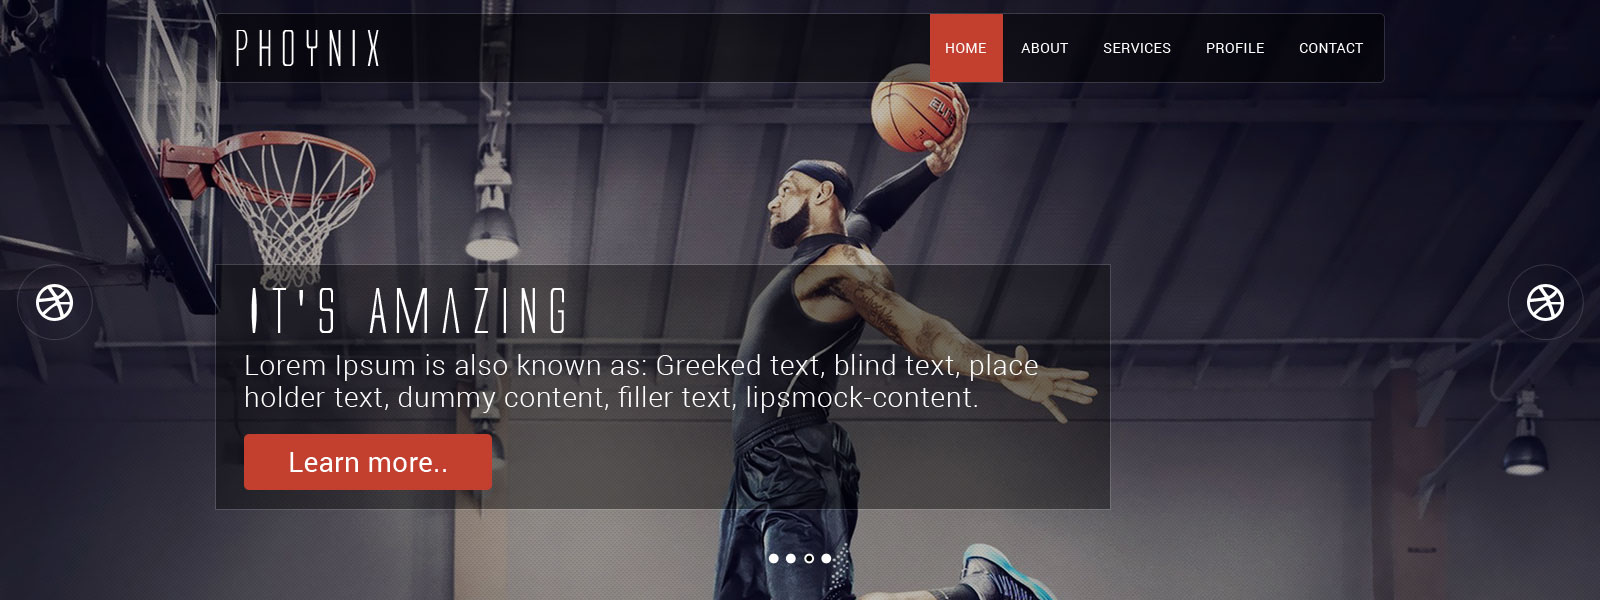 PHOYNIX
HOME ABOUT SERVICES PROFILE CONTACT
ELITE
IT'S AMAZING
Lorem Ipsum is also known as: Greeked text, blind text, place
holder text, dummy content, filler text, lipsmock-content.
Learn more..